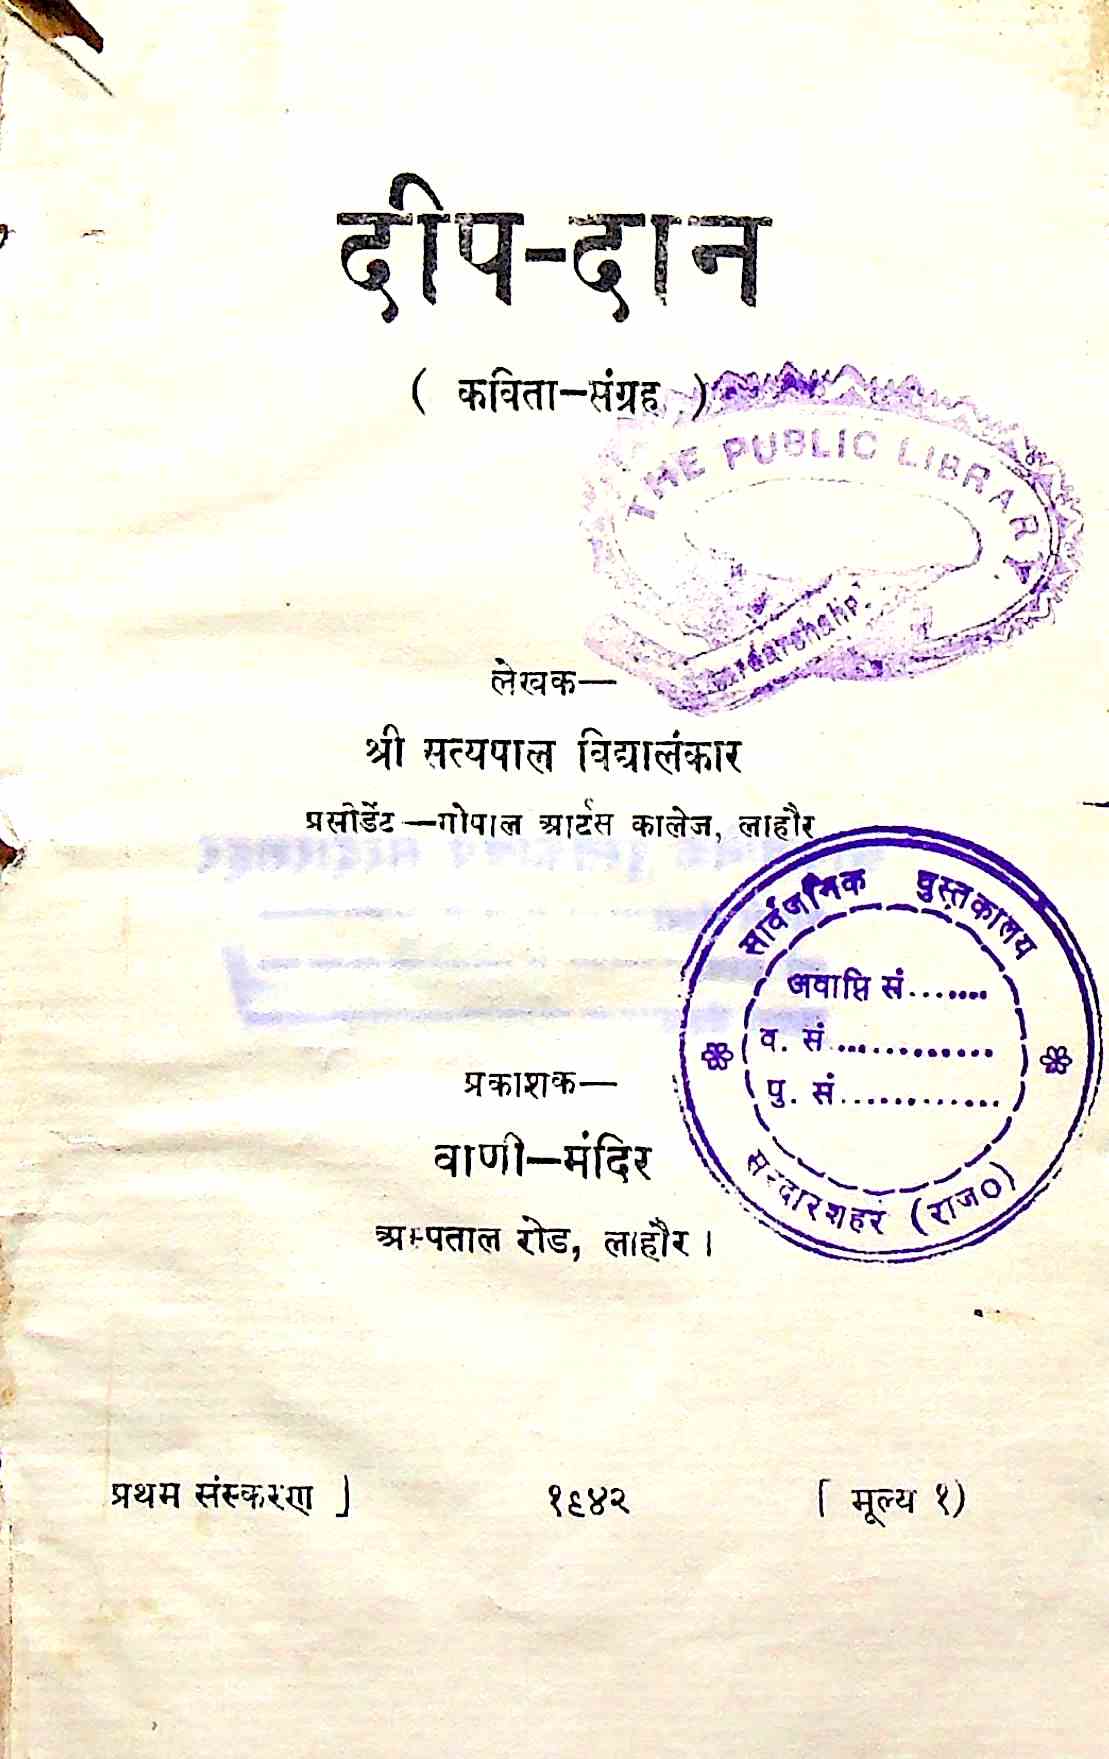 दीप-दान
( कविता-संग्रह )
THE PUBLIC LIBRARY
लेखक—
श्री सत्यपाल विद्यालंकार
प्रसीडेंट—गोपाल आर्टस कालेज, लाहौर
सार्वजनिक पुस्तकालय
अवाप्ति सं.......
व. सं.............
पु. सं............
सरदारशहर (राज०)
प्रकाशक—
वाणी-मंदिर
अस्पताल रोड, लाहौर।
प्रथम संस्करण ] १९४२ [ मूल्य १)